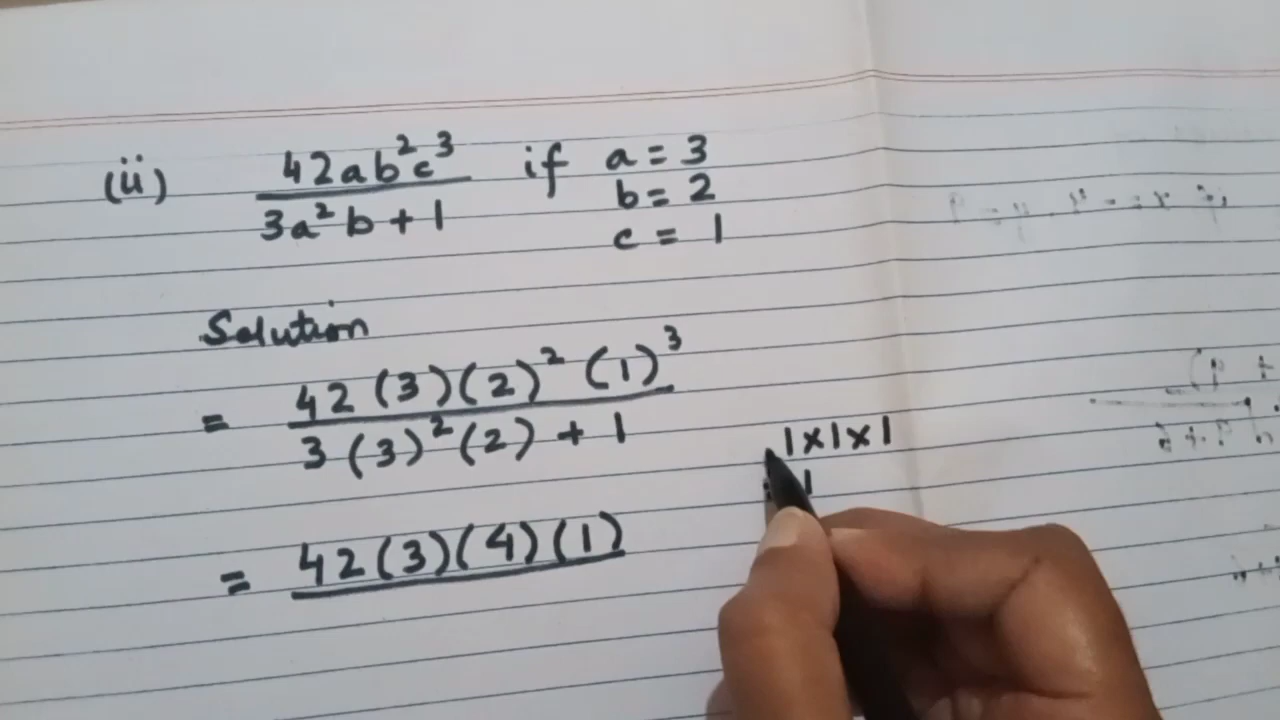 (ii) 42ab²c³ / 3a²b + 1 if a = 3
b = 2
c = 1
Solution
= 42 (3)(2)² (1)³ / 3 (3)² (2) + 1
1 x 1 x 1
= 1
= 42 (3)(4)(1)